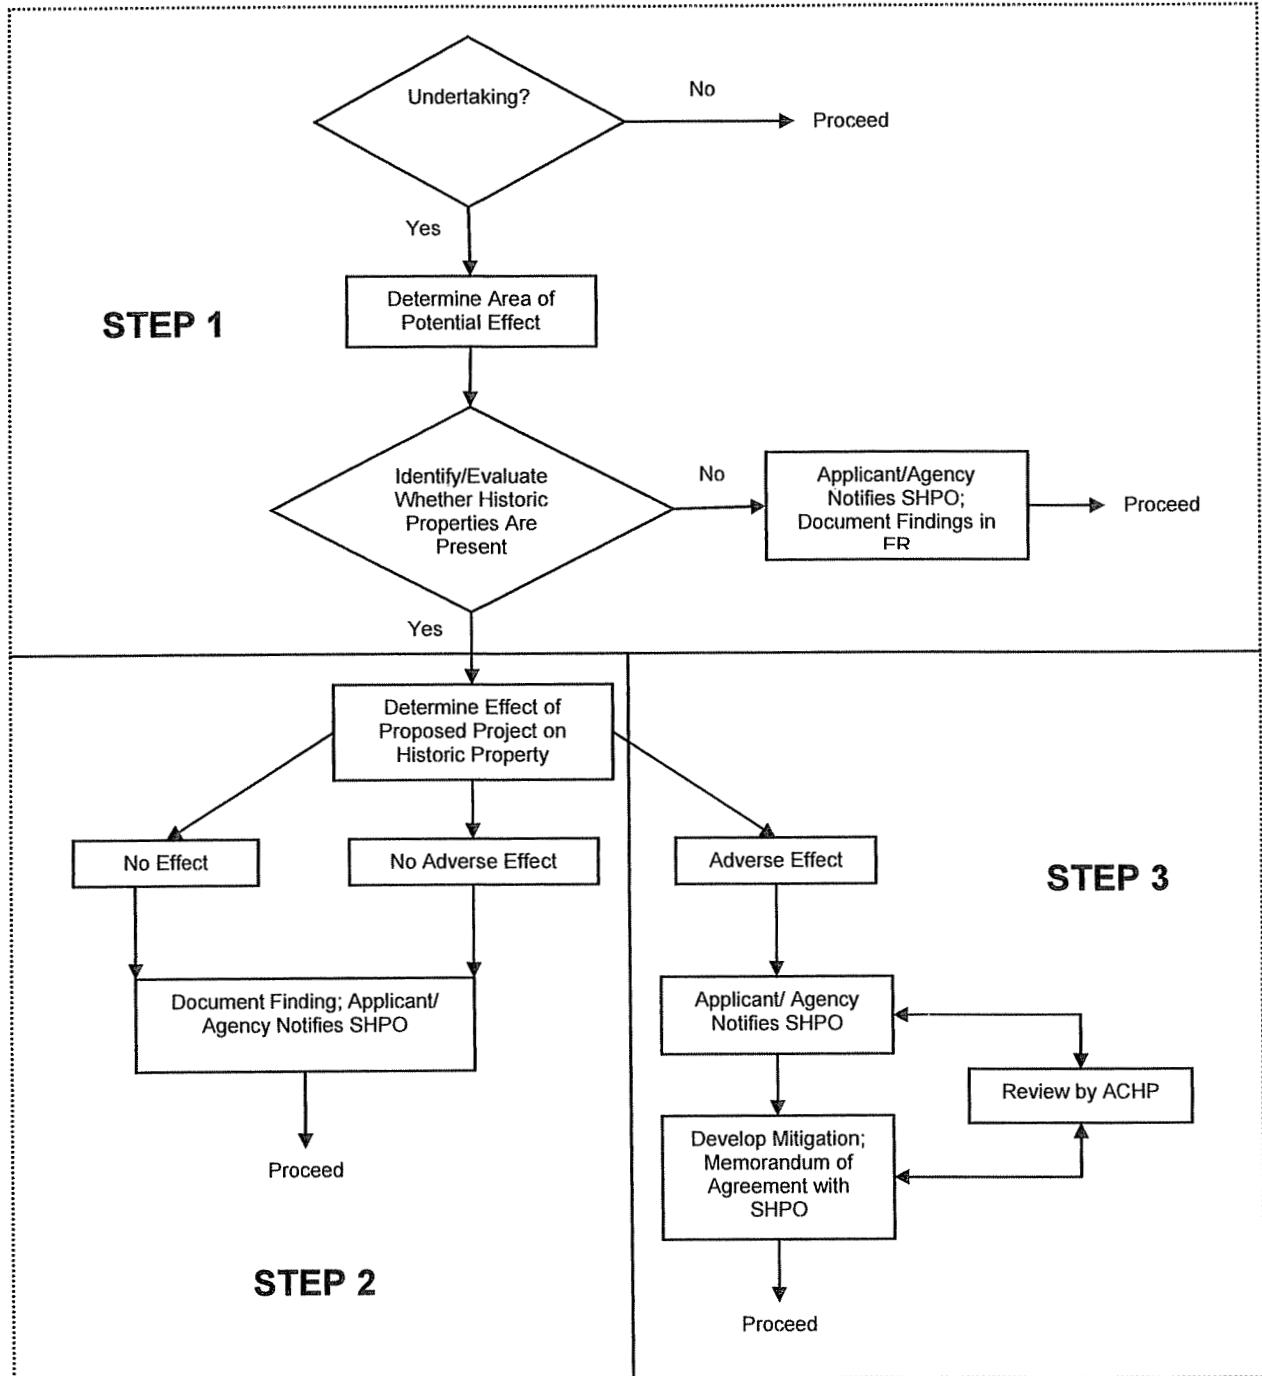 Undertaking?
No
Proceed
Yes
Determine Area of
Potential Effect
STEP 1
Identify/Evaluate
Whether Historic
Properties Are
Present
No
Applicant/Agency
Notifies SHPO;
Document Findings in
Proceed
Yes
Determine Effect of
Proposed Project on
Historic Property
No Effect
No Adverse Effect
Adverse Effect
STEP 3
Document Finding; Applicant/
Agency Notifies SHPO
Applicant/ Agency
Notifies SHPO
Review by ACHP
Develop Mitigation;
Memorandum of
Agreement with
SHPO
Proceed
STEP 2
Proceed